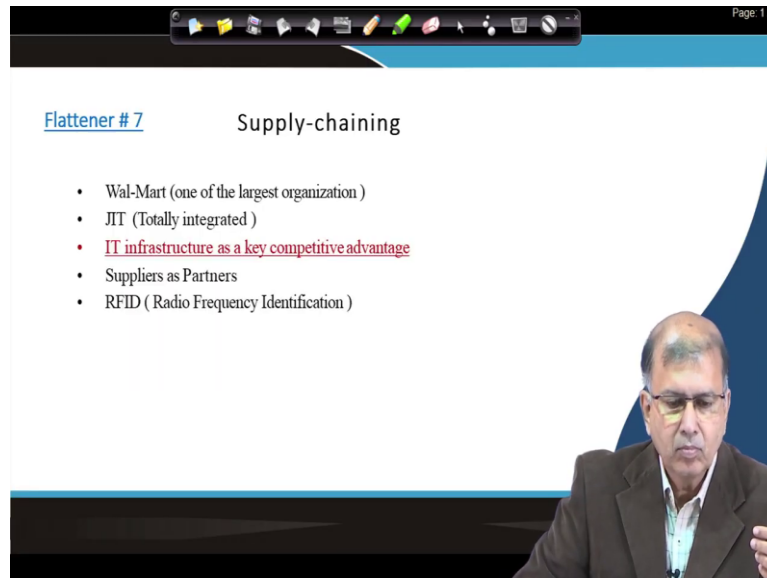 Page: 1
Flattener # 7 Supply-chaining
• Wal-Mart (one of the largest organization )
• JIT (Totally integrated )
• IT infrastructure as a key competitive advantage
• Suppliers as Partners
• RFID ( Radio Frequency Identification )